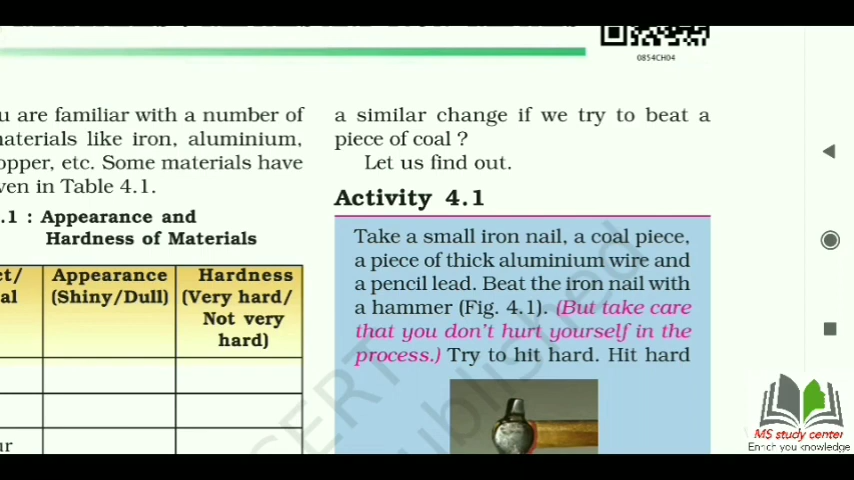 0854CH04
u are familiar with a number of
naterials like iron, aluminium,
opper, etc. Some materials have
ven in Table 4.1.
.1 : Appearance and
Hardness of Materials
ct/
al
Appearance
(Shiny/Dull)
Hardness
(Very hard/
Not very
hard)
ur
a similar change if we try to beat a
piece of coal ?
Let us find out.
Activity 4.1
Take a small iron nail, a coal piece,
a piece of thick aluminium wire and
a pencil lead. Beat the iron nail with
a hammer (Fig. 4.1). (But take care
that you don't hurt yourself in the
process.) Try to hit hard. Hit hard
MS study center
Enrich you knowledge